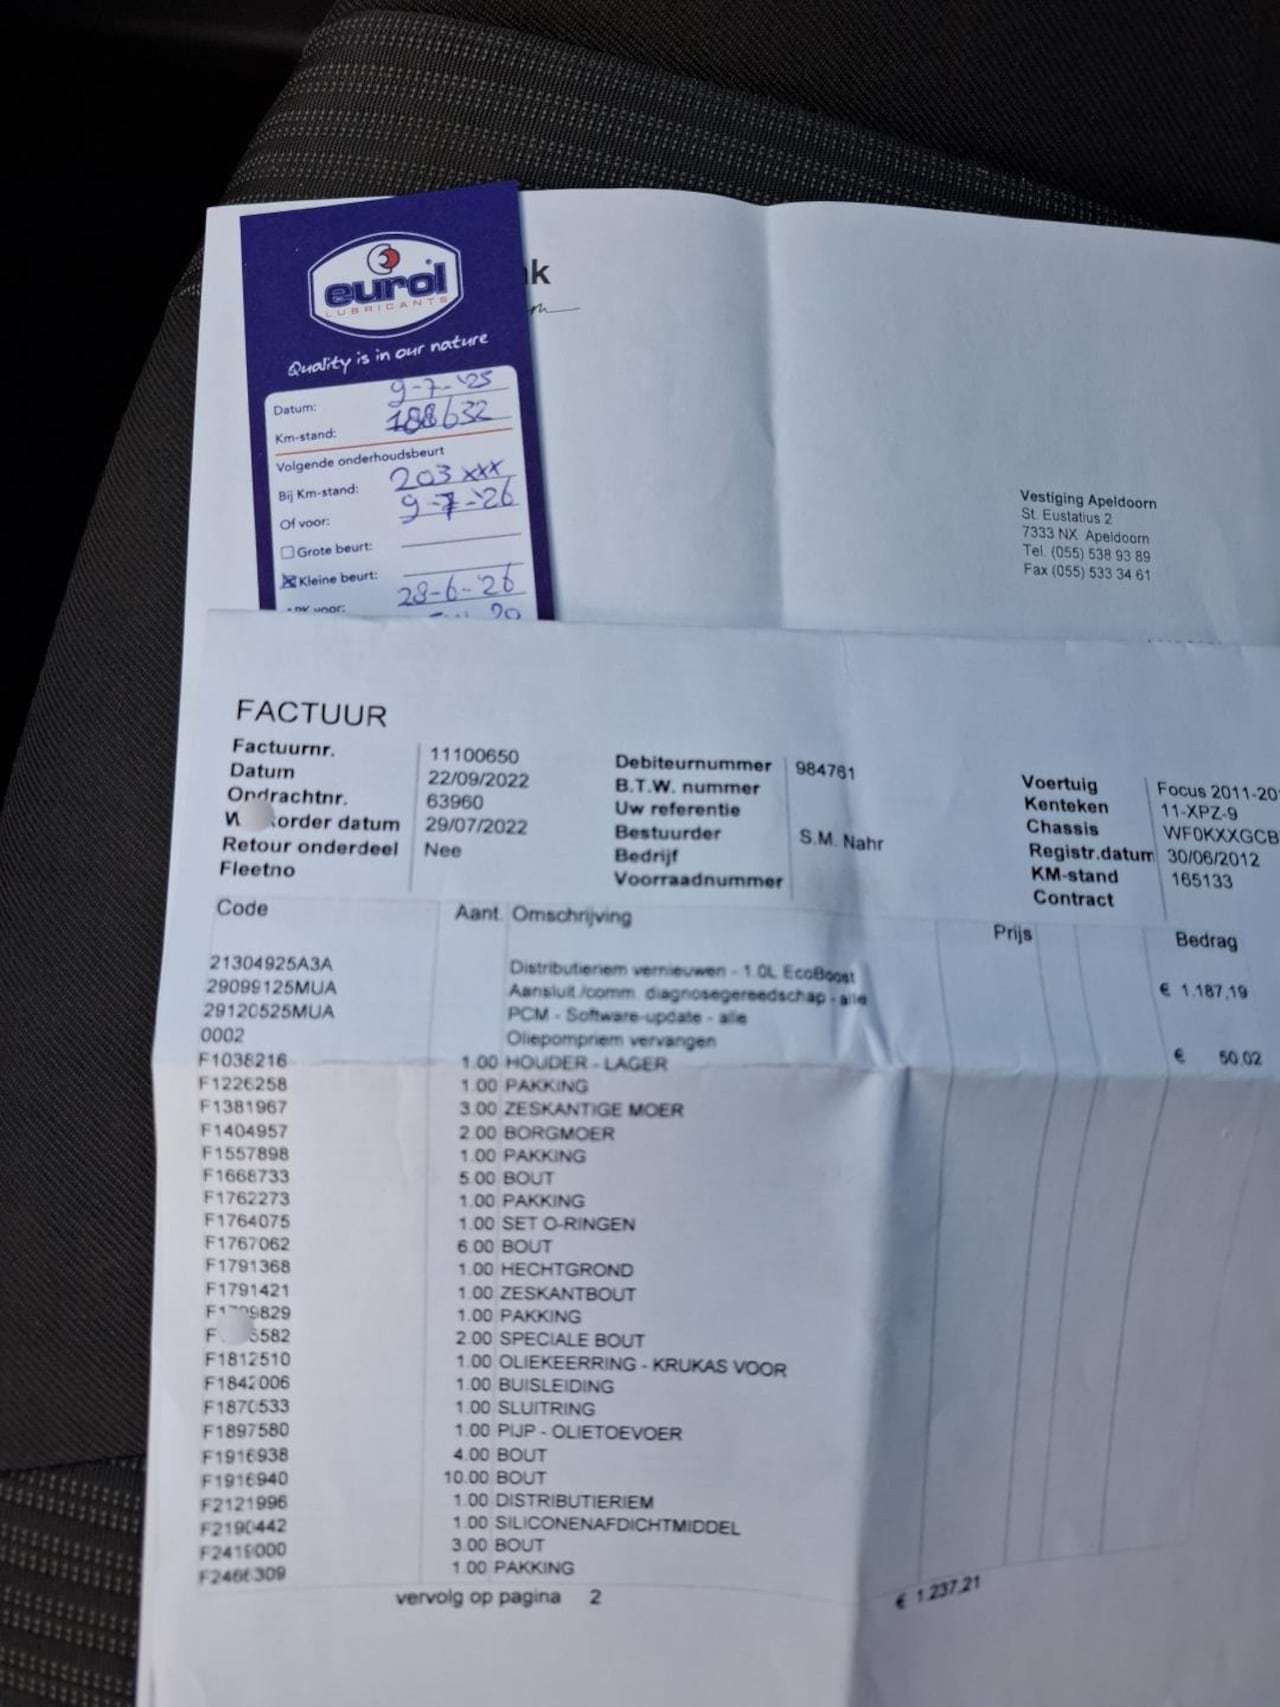 eurol
LUBRICANTS
Quality is in our nature
Datum: 9-7-'25
Km-stand: 188632
Volgende onderhoudsbeurt
Bij Km-stand: 203 xxx
Of voor: 9-7-'26
Grote beurt:
Kleine beurt:
28-6-'26
Vestiging Apeldoorn
St. Eustatius 2
7333 NX Apeldoorn
Tel. (055) 538 93 89
Fax (055) 533 34 61
FACTUUR
Factuurnr. 11100650
Datum 22/09/2022
Opdrachtnr. 63960
order datum 29/07/2022
Retour onderdeel Nee
Fleetno
Debiteurnummer 984761
B.T.W. nummer
Uw referentie
Bestuurder S.M. Nahr
Bedrijf
Voorraadnummer
Voertuig Focus 2011-20
Kenteken 11-XPZ-9
Chassis WF0KXXGCB
Registr.datum 30/06/2012
KM-stand 165133
Contract
Code Aant. Omschrijving Prijs Bedrag
21304925A3A Distributieriem vernieuwen - 1.0L EcoBoost € 1.187,19
29099125MUA Aansluit./comm. diagnosegereedschap - alle
29120525MUA PCM - Software-update - alle
0002 Oliepompriem vervangen € 50.02
F1038216 1.00 HOUDER - LAGER
F1226258 1.00 PAKKING
F1381967 3.00 ZESKANTIGE MOER
F1404957 2.00 BORGMOER
F1557898 1.00 PAKKING
F1668733 5.00 BOUT
F1762273 1.00 PAKKING
F1764075 1.00 SET O-RINGEN
F1767062 6.00 BOUT
F1791368 1.00 HECHTGROND
F1791421 1.00 ZESKANTBOUT
1.00 PAKKING
2.00 SPECIALE BOUT
F1812510 1.00 OLIEKEERRING - KRUKAS VOOR
F1842006 1.00 BUISLEIDING
F1870533 1.00 SLUITRING
F1897580 1.00 PIJP - OLIETOEVOER
F1916938 4.00 BOUT
F1916940 10.00 BOUT
F2121996 1.00 DISTRIBUTIERIEM
F2190442 1.00 SILICONENAFDICHTMIDDEL
F2419000 3.00 BOUT
F2466309 1.00 PAKKING
vervolg op pagina 2 € 1.237,21